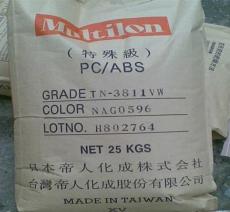 Multilon
(特殊級)
PC/ABS
GRADE TN-3811VW
COLOR NAG0596
LOTNO. H802764
NET 25 KGS
日本帝人化成株式会社
台灣帝人化成股份有限公司
MADE IN TAIWAN